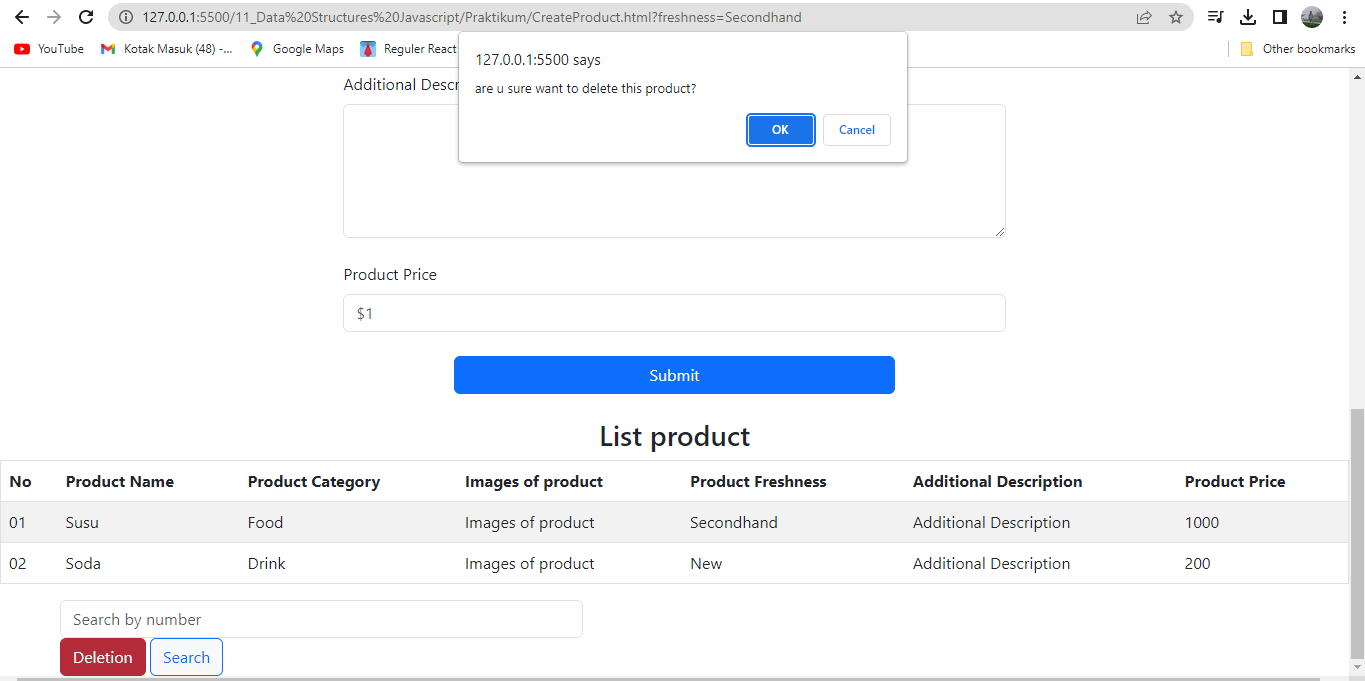 127.0.0.1:5500/11_Data%20Structures%20Javascript/Praktikum/CreateProduct.html?freshness=Secondhand
YouTube Kotak Masuk (48) -... Google Maps Reguler React Other bookmarks
127.0.0.1:5500 says
are u sure want to delete this product?
OK Cancel
Additional Descr
Product Price
$1
Submit
List product
No Product Name Product Category Images of product Product Freshness Additional Description Product Price
01 Susu Food Images of product Secondhand Additional Description 1000
02 Soda Drink Images of product New Additional Description 200
Search by number
Deletion Search